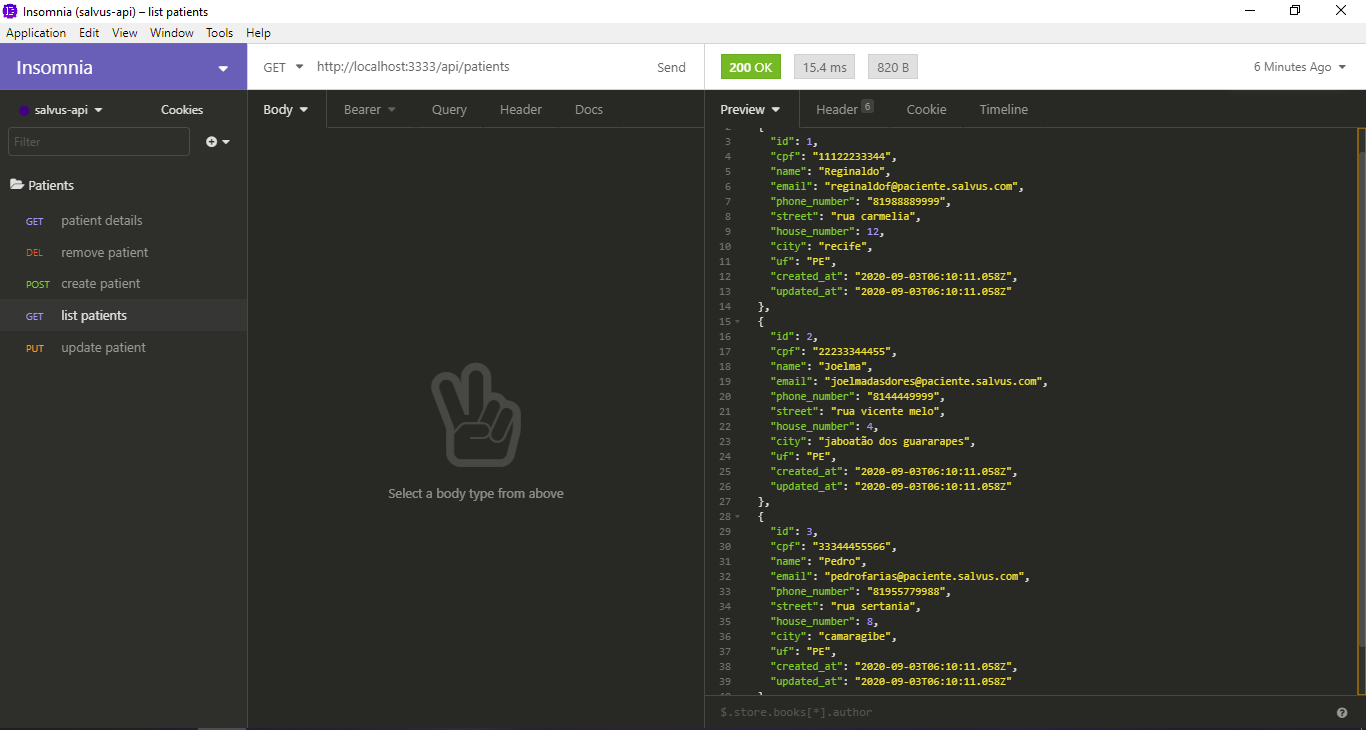 Insomnia (salvus-api) – list patients
Application Edit View Window Tools Help
Insomnia
GET http://localhost:3333/api/patients Send
200 OK 15.4 ms 820 B 6 Minutes Ago
salvus-api Cookies
Filter
Patients
GET patient details
DEL remove patient
POST create patient
GET list patients
PUT update patient
Body Bearer Query Header Docs
Select a body type from above
Preview Header 6 Cookie Timeline
2 {
3 "id": 1,
4 "cpf": "11122233344",
5 "name": "Reginaldo",
6 "email": "reginaldof@paciente.salvus.com",
7 "phone_number": "81988889999",
8 "street": "rua carmelia",
9 "house_number": 12,
10 "city": "recife",
11 "uf": "PE",
12 "created_at": "2020-09-03T06:10:11.058Z",
13 "updated_at": "2020-09-03T06:10:11.058Z"
14 },
15 {
16 "id": 2,
17 "cpf": "22233344455",
18 "name": "Joelma",
19 "email": "joelmadasdores@paciente.salvus.com",
20 "phone_number": "8144449999",
21 "street": "rua vicente melo",
22 "house_number": 4,
23 "city": "jaboatão dos guararapes",
24 "uf": "PE",
25 "created_at": "2020-09-03T06:10:11.058Z",
26 "updated_at": "2020-09-03T06:10:11.058Z"
27 },
28 {
29 "id": 3,
30 "cpf": "33344455566",
31 "name": "Pedro",
32 "email": "pedrofarias@paciente.salvus.com",
33 "phone_number": "81955779988",
34 "street": "rua sertania",
35 "house_number": 8,
36 "city": "camaragibe",
37 "uf": "PE",
38 "created_at": "2020-09-03T06:10:11.058Z",
39 "updated_at": "2020-09-03T06:10:11.058Z"
$.store.books[*].author